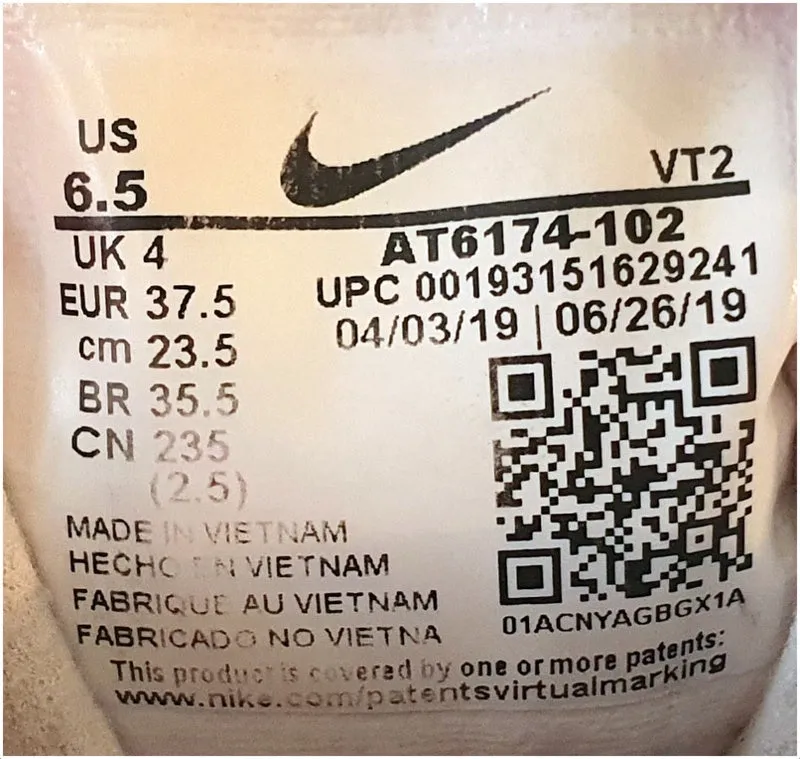 US
6.5
VT2
UK 4
AT6174-102
EUR 37.5
UPC 00193151629241
cm 23.5
04/03/19 | 06/26/19
BR 35.5
CN 235
(2.5)
MADE IN VIETNAM
HECHO EN VIETNAM
FABRIQUE AU VIETNAM
FABRICADO NO VIETNA
01ACNYAGBGX1A
This product is covered by one or more patents:
www.nike.com/patentsvirtualmarking